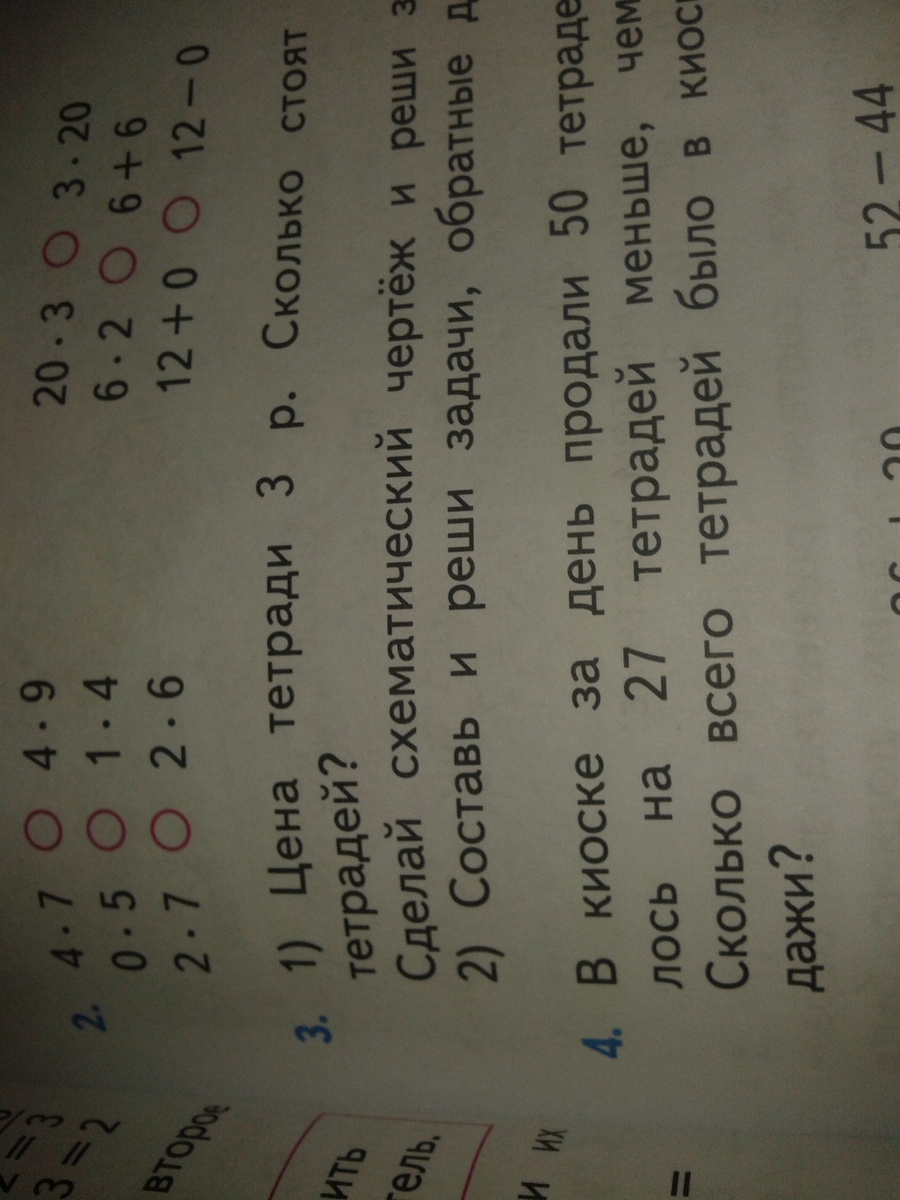 2. 4 · 7 ○ 4 · 9 20 · 3 ○ 3 · 20
0 · 5 ○ 1 · 4 6 · 2 ○ 6 + 6
2 · 7 ○ 2 · 6 12 + 0 ○ 12 − 0
3. 1) Цена тетради 3 р. Сколько стоят
тетрадей?
Сделай схематический чертёж и реши
2) Составь и реши задачи, обратные
4. В киоске за день продали 50
лось на 27 тетрадей меньше, чем
Сколько всего тетрадей было в
дажи?
52 − 44
3 = 2
второе
ить
тель.
и их
=